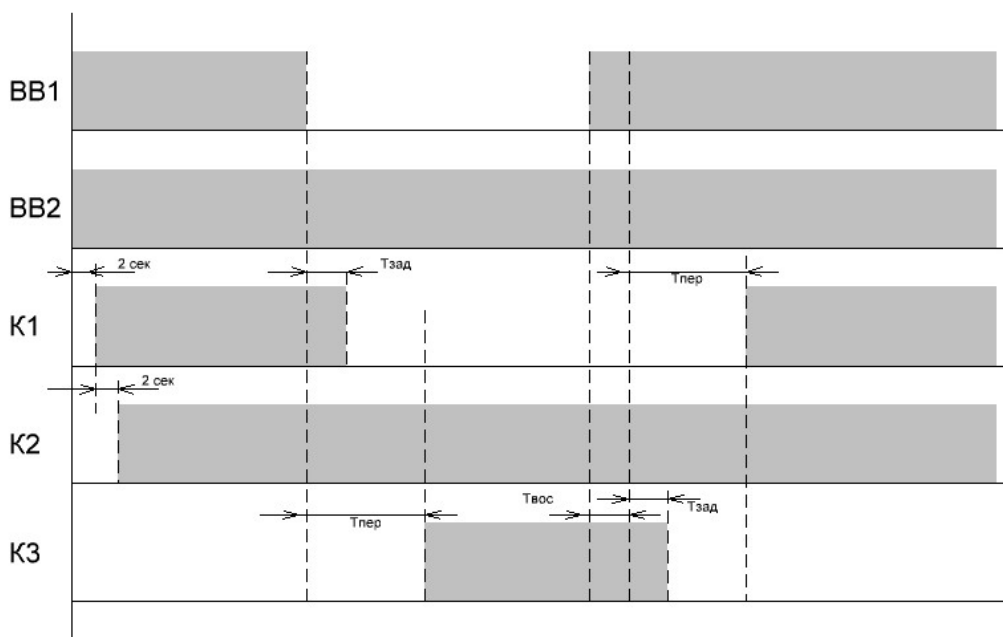 ВВ1
ВВ2
2 сек
Тзад
Тпер
К1
2 сек
К2
Твос
Тпер
Тзад
К3